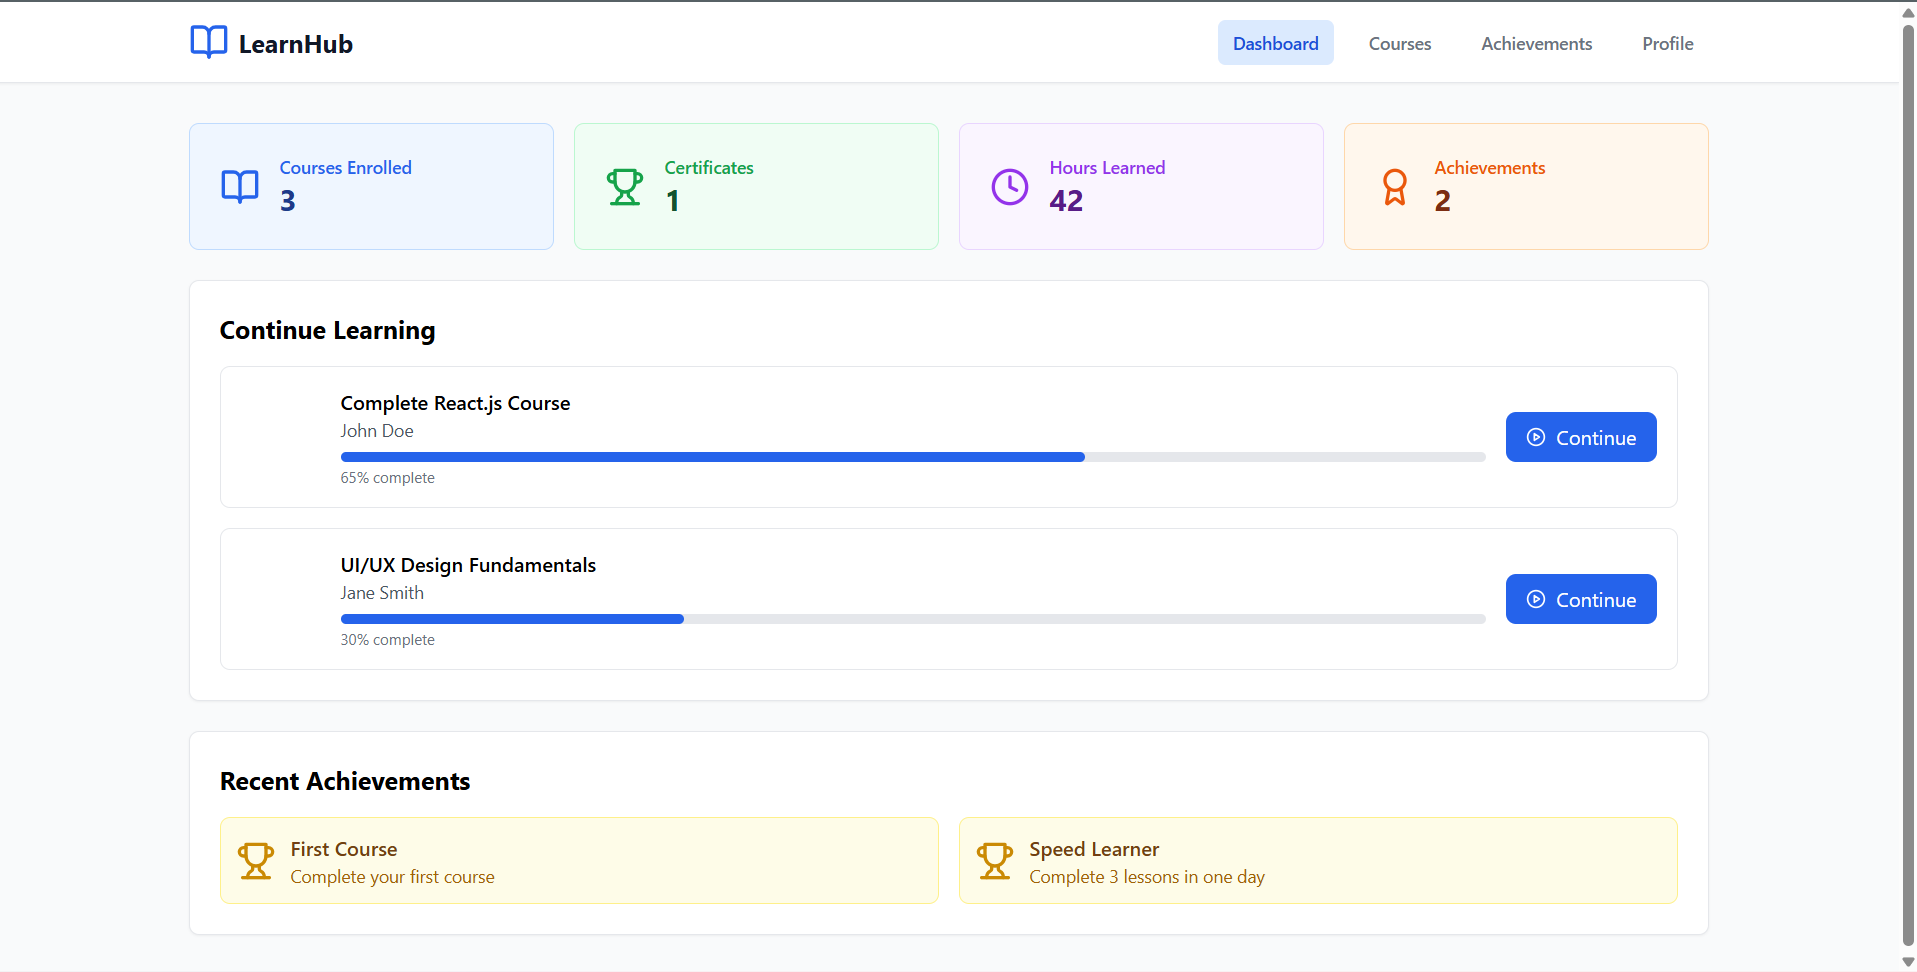 LearnHub
Dashboard
Courses
Achievements
Profile
Courses Enrolled
3
Certificates
1
Hours Learned
42
Achievements
2
Continue Learning
Complete React.js Course
John Doe
65% complete
Continue
UI/UX Design Fundamentals
Jane Smith
30% complete
Continue
Recent Achievements
First Course
Complete your first course
Speed Learner
Complete 3 lessons in one day